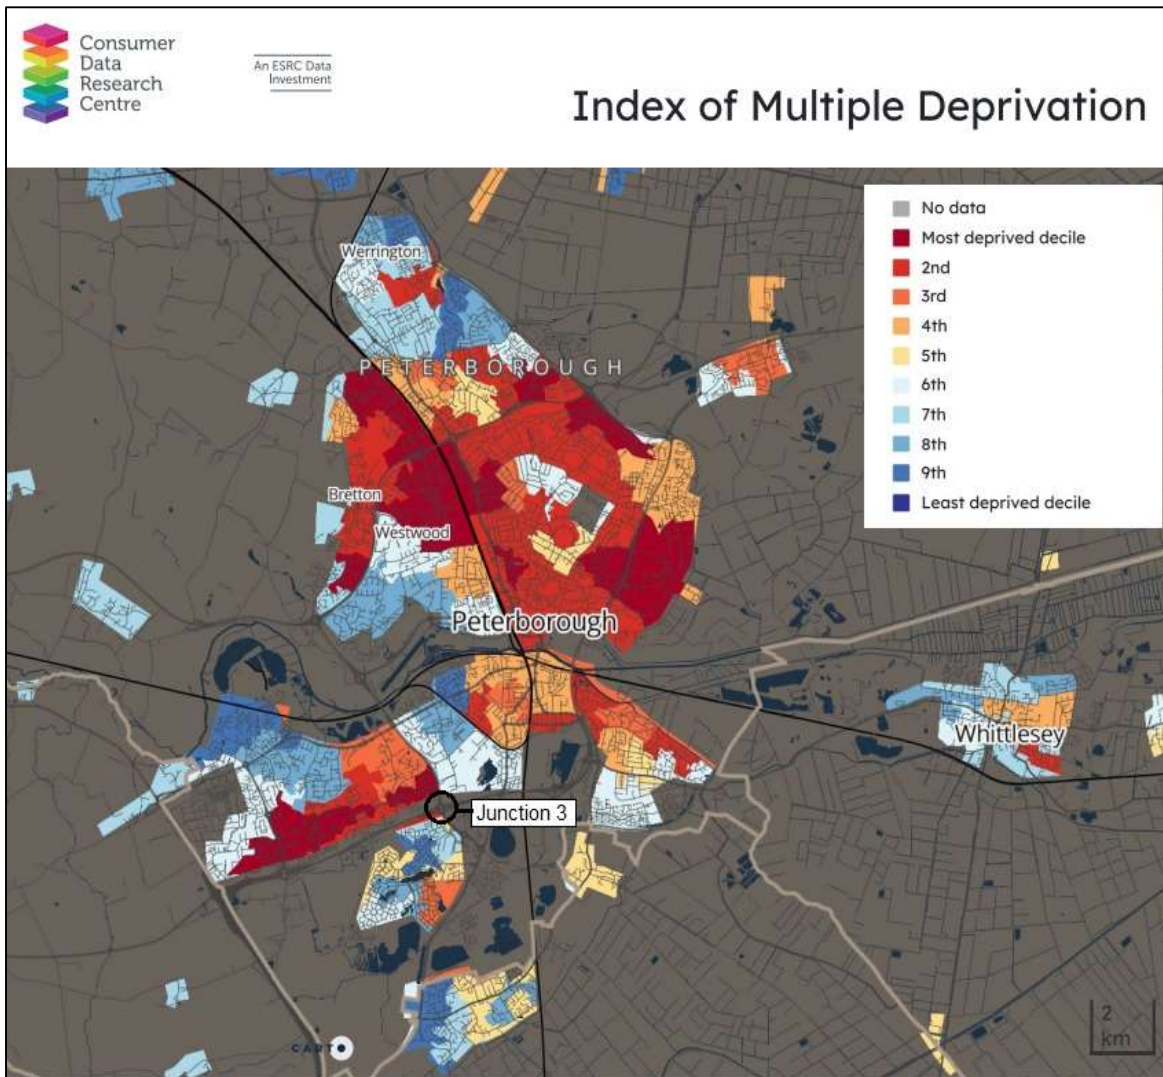 Consumer
Data
Research
Centre
An ESRC Data
Investment
Index of Multiple Deprivation
No data
Most deprived decile
2nd
3rd
4th
5th
6th
7th
8th
9th
Least deprived decile
Werrington
PETERBOROUGH
Bretton
Westwood
Peterborough
Whittlesey
Junction 3
CARTO
2
km